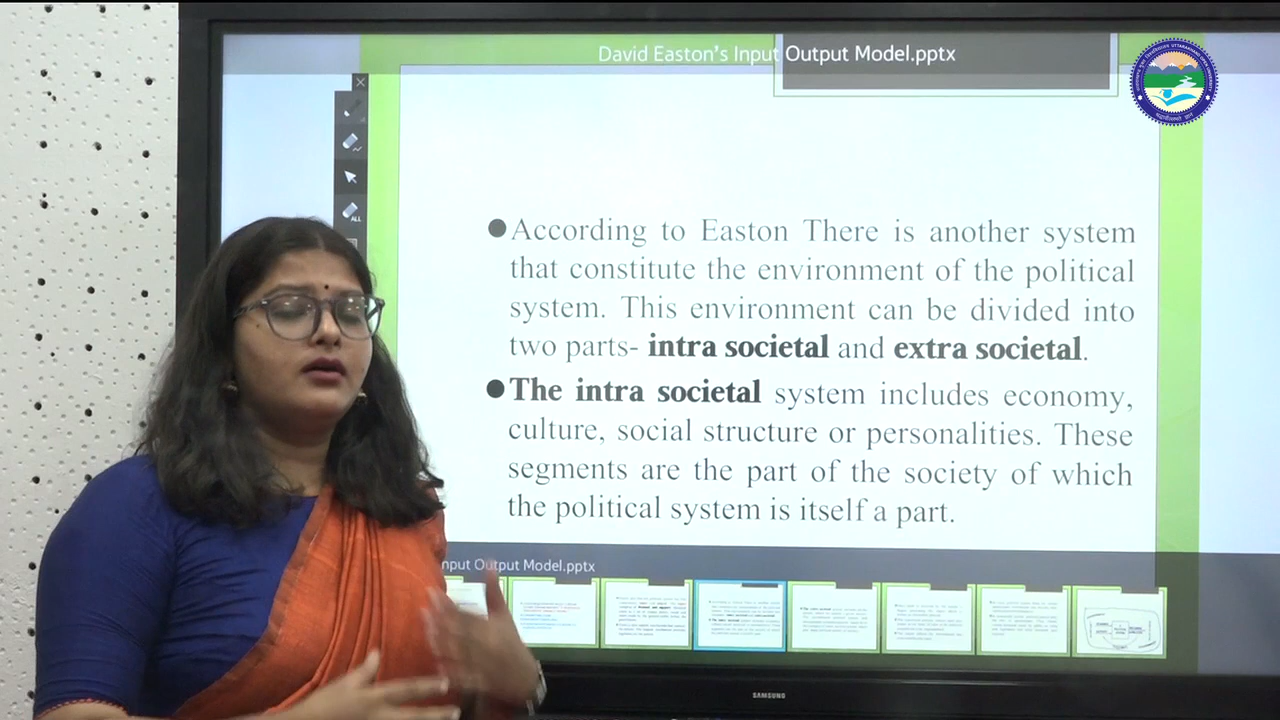 David Easton's Input Output Model.pptx
●According to Easton There is another system
that constitute the environment of the political
system. This environment can be divided into
two parts- intra societal and extra societal.
●The intra societal system includes economy,
culture, social structure or personalities. These
segments are the part of the society of which
the political system is itself a part.
nput Output Model.pptx
ALL
SAMSUNG